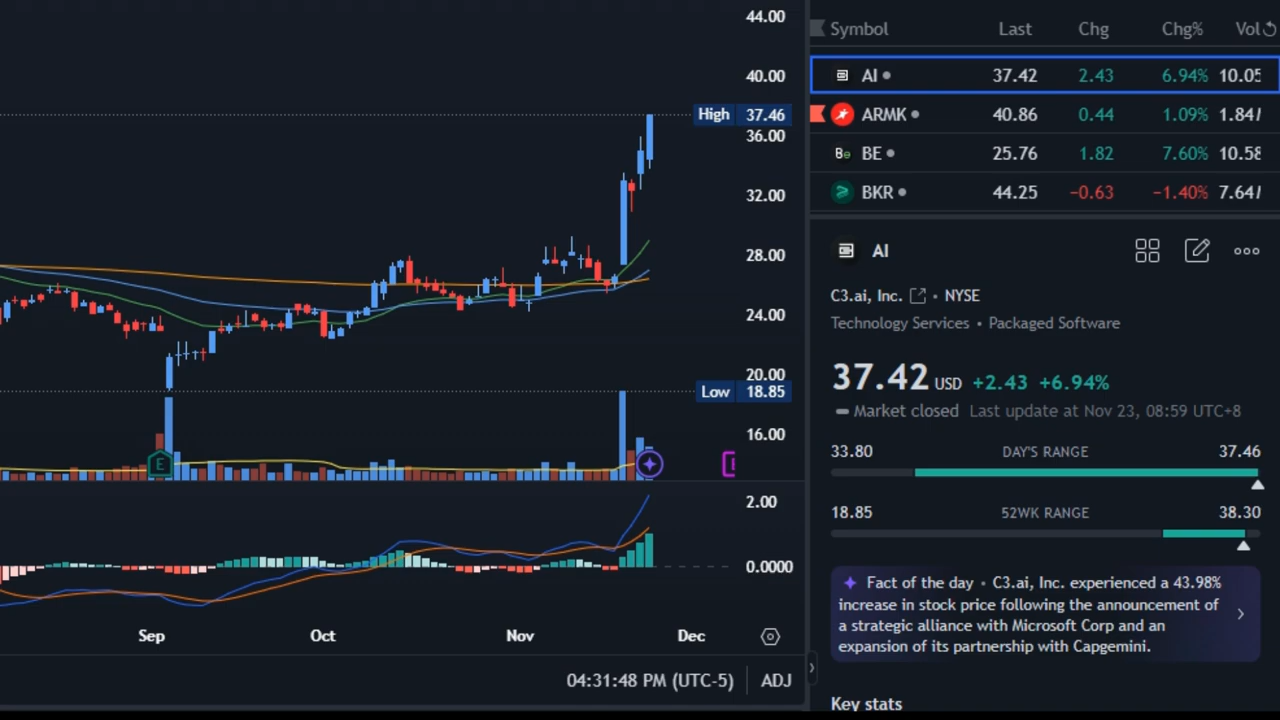 44.00
40.00
High 37.46
36.00
32.00
28.00
24.00
20.00
Low 18.85
16.00
E
2.00
0.0000
Sep Oct Nov Dec
04:31:48 PM (UTC-5) ADJ
Symbol Last Chg Chg% Vol
AI 37.42 2.43 6.94% 10.05
ARMK 40.86 0.44 1.09% 1.84
BE 25.76 1.82 7.60% 10.58
BKR 44.25 −0.63 −1.40% 7.64
AI
C3.ai, Inc. • NYSE
Technology Services • Packaged Software
37.42 USD +2.43 +6.94%
Market closed Last update at Nov 23, 08:59 UTC+8
33.80 DAY'S RANGE 37.46
18.85 52WK RANGE 38.30
Fact of the day • C3.ai, Inc. experienced a 43.98%
increase in stock price following the announcement of
a strategic alliance with Microsoft Corp and an
expansion of its partnership with Capgemini.
Key stats